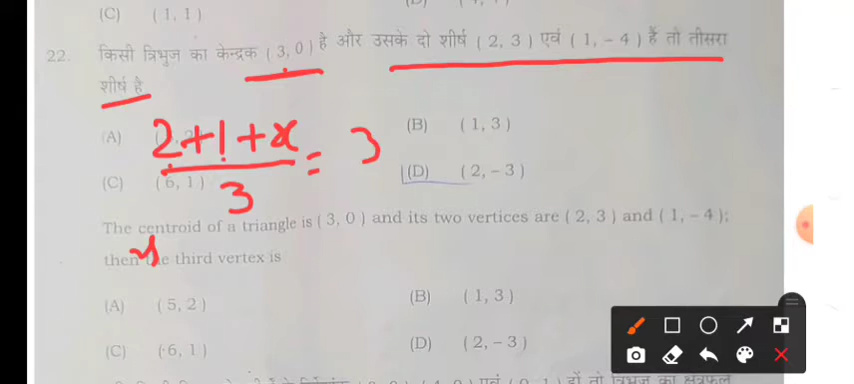 (C) (1, 1)
22. किसी त्रिभुज का केन्द्रक (3, 0) है और उसके दो शीर्ष (2, 3) एवं (1, - 4) हैं तो तीसरा
शीर्ष है
(A)
(B) (1, 3)
(C) (6, 1)
(D) (2, - 3)
2+1+x
3
= 3
The centroid of a triangle is (3, 0) and its two vertices are (2, 3) and (1, - 4);
then the third vertex is
(A) (5, 2)
(B) (1, 3)
(C) (6, 1)
(D) (2, - 3)